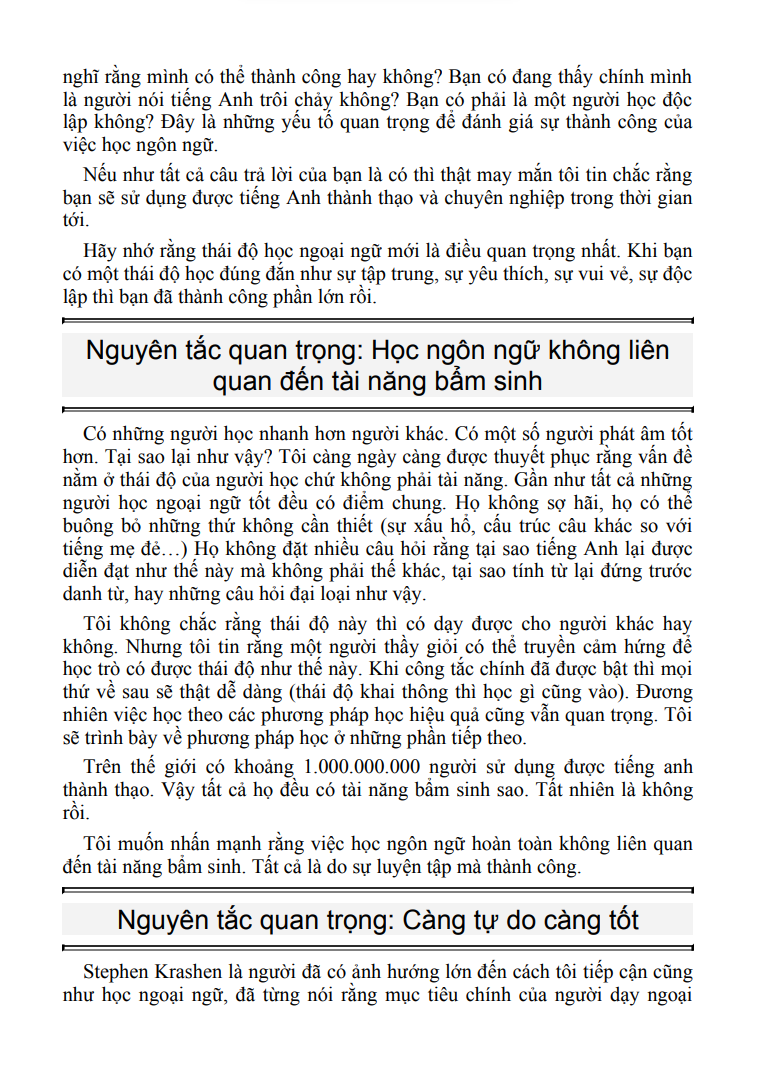 nghĩ rằng mình có thể thành công hay không? Bạn có đang thấy chính mình
là người nói tiếng Anh trôi chảy không? Bạn có phải là một người học độc
lập không? Đây là những yếu tố quan trọng để đánh giá sự thành công của
việc học ngôn ngữ.
Nếu như tất cả câu trả lời của bạn là có thì thật may mắn tôi tin chắc rằng
bạn sẽ sử dụng được tiếng Anh thành thạo và chuyên nghiệp trong thời gian
tới.
Hãy nhớ rằng thái độ học ngoại ngữ mới là điều quan trọng nhất. Khi bạn
có một thái độ học đúng đắn như sự tập trung, sự yêu thích, sự vui vẻ, sự độc
lập thì bạn đã thành công phần lớn rồi.
Nguyên tắc quan trọng: Học ngôn ngữ không liên
quan đến tài năng bẩm sinh
Có những người học nhanh hơn người khác. Có một số người phát âm tốt
hơn. Tại sao lại như vậy? Tôi càng ngày càng được thuyết phục rằng vấn đề
nằm ở thái độ của người học chứ không phải tài năng. Gần như tất cả những
người học ngoại ngữ tốt đều có điểm chung. Họ không sợ hãi, họ có thể
buông bỏ những thứ không cần thiết (sự xấu hổ, cấu trúc câu khác so với
tiếng mẹ đẻ…) Họ không đặt nhiều câu hỏi rằng tại sao tiếng Anh lại được
diễn đạt như thế này mà không phải thế khác, tại sao tính từ lại đứng trước
danh từ, hay những câu hỏi đại loại như vậy.
Tôi không chắc rằng thái độ này thì có dạy được cho người khác hay
không. Nhưng tôi tin rằng một người thầy giỏi có thể truyền cảm hứng để
học trò có được thái độ như thế này. Khi công tắc chính đã được bật thì mọi
thứ về sau sẽ thật dễ dàng (thái độ khai thông thì học gì cũng vào). Đương
nhiên việc học theo các phương pháp học hiệu quả cũng vẫn quan trọng. Tôi
sẽ trình bày về phương pháp học ở những phần tiếp theo.
Trên thế giới có khoảng 1.000.000.000 người sử dụng được tiếng anh
thành thạo. Vậy tất cả họ đều có tài năng bẩm sinh sao. Tất nhiên là không
rồi.
Tôi muốn nhấn mạnh rằng việc học ngôn ngữ hoàn toàn không liên quan
đến tài năng bẩm sinh. Tất cả là do sự luyện tập mà thành công.
Nguyên tắc quan trọng: Càng tự do càng tốt
Stephen Krashen là người đã có ảnh hướng lớn đến cách tôi tiếp cận cũng
như học ngoại ngữ, đã từng nói rằng mục tiêu chính của người dạy ngoại